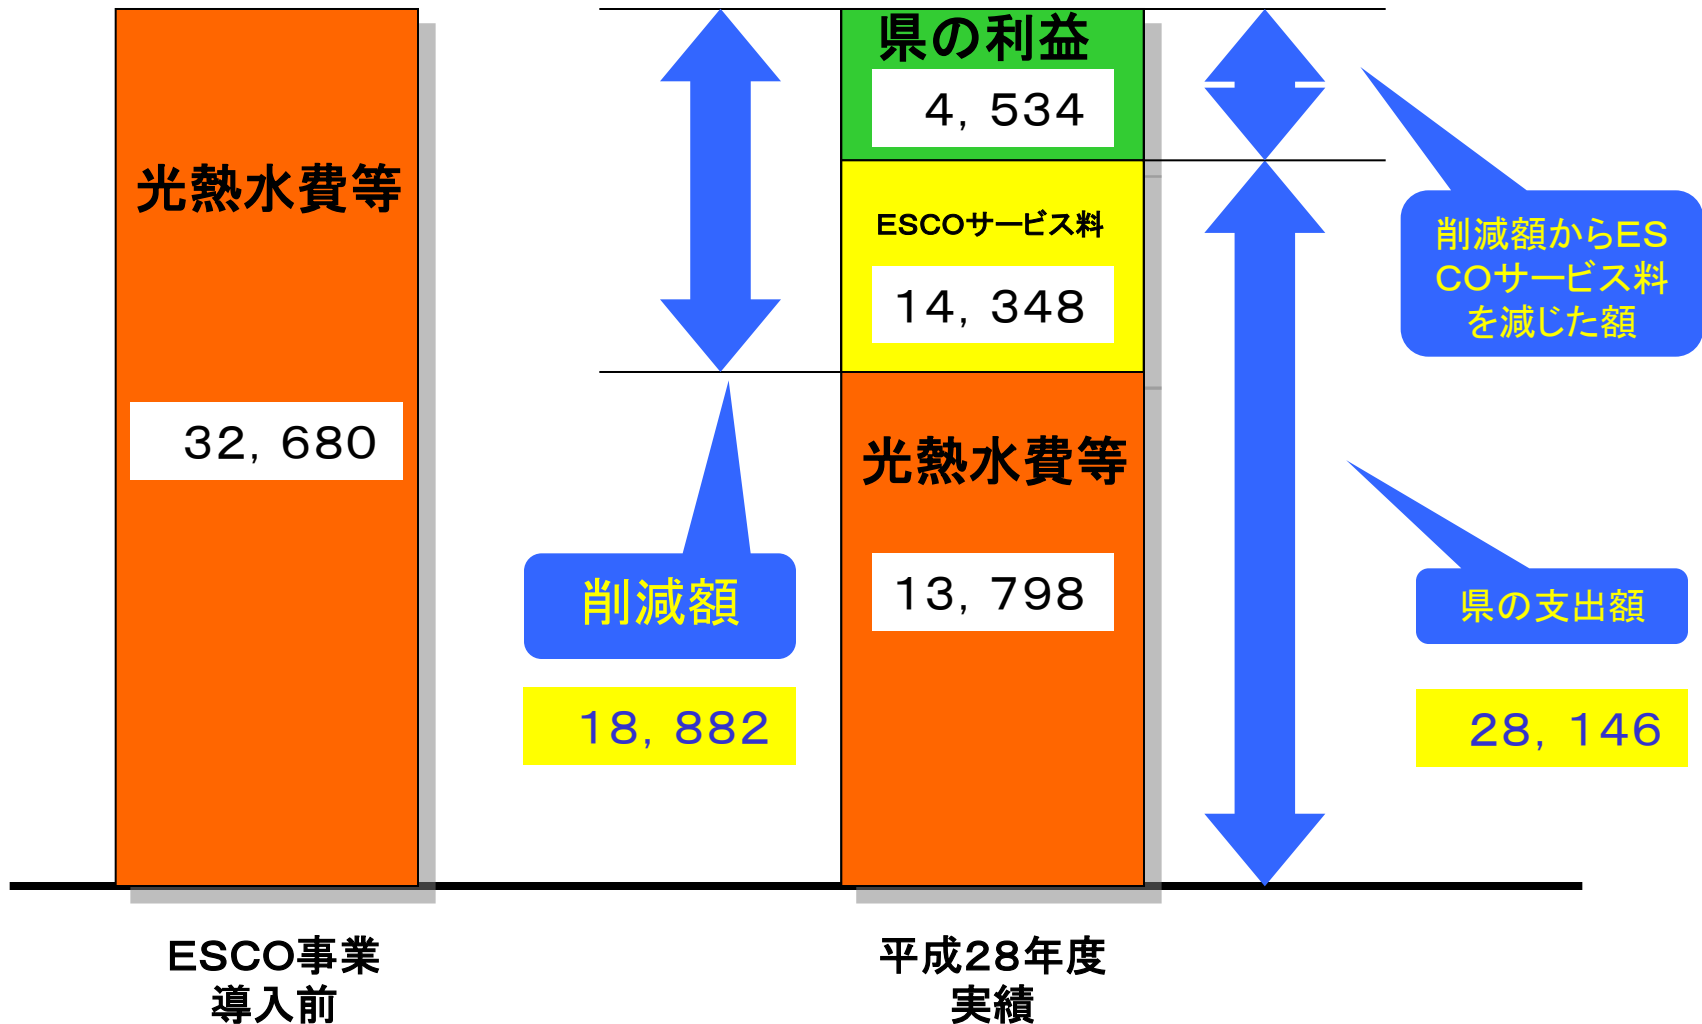 光熱水費等
32，680
削減額
18，882
県の利益
4，534
ESCOサービス料
14，348
光熱水費等
13，798
削減額からES
COサービス料
を減じた額
県の支出額
28，146
ESCO事業
導入前
平成28年度
実績